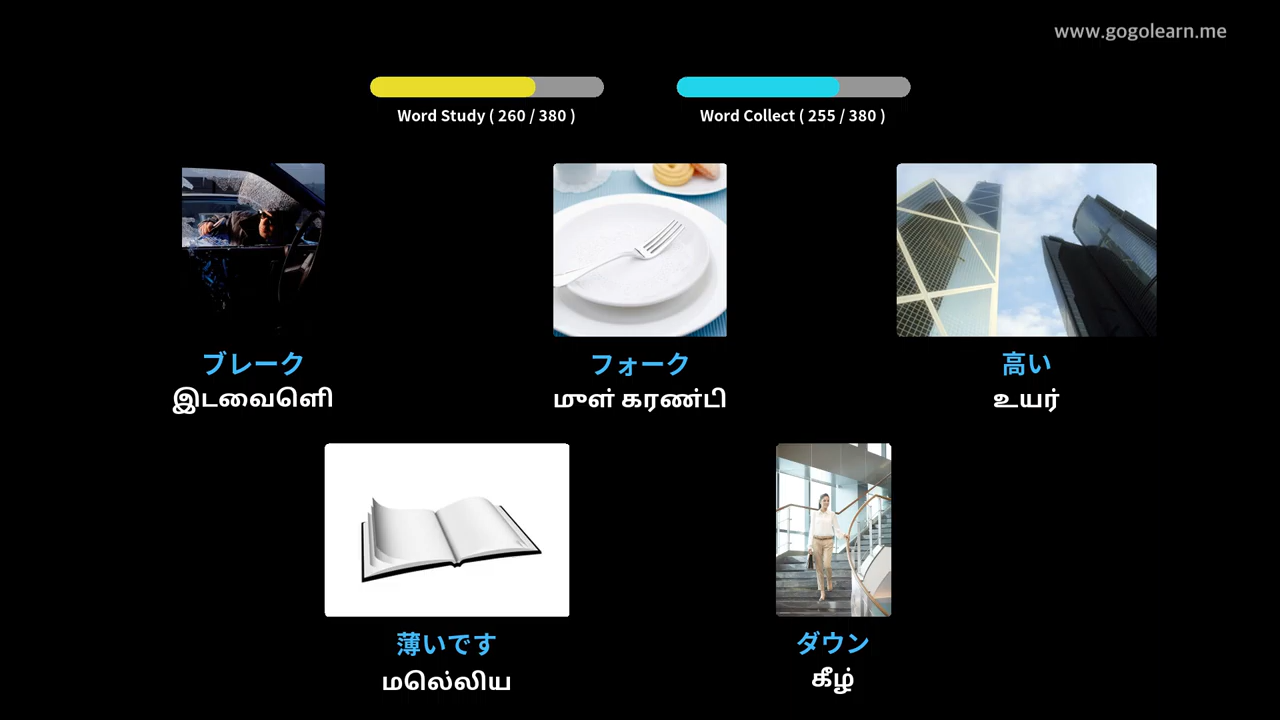 www.gogolearn.me
Word Study ( 260 / 380 )
Word Collect ( 255 / 380 )
ブレーク
இடைவெளி
フォーク
முள் கரண்டி
高い
உயர்
薄いです
மெல்லிய
ダウン
கீழ்